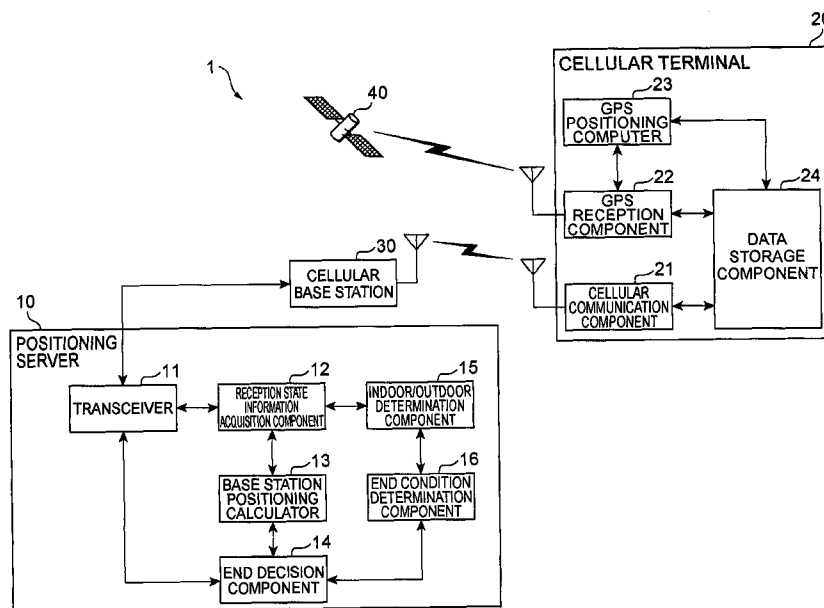 1
40
20
CELLULAR TERMINAL
23
GPS
POSITIONING
COMPUTER
22
GPS
RECEPTION
COMPONENT
24
DATA
STORAGE
COMPONENT
21
CELLULAR
COMMUNICATION
COMPONENT
30
CELLULAR
BASE STATION
10
POSITIONING
SERVER
11
TRANSCEIVER
12
RECEPTION STATE
INFORMATION
ACQUISITION COMPONENT
15
INDOOR/OUTDOOR
DETERMINATION
COMPONENT
13
BASE STATION
POSITIONING
CALCULATOR
16
END CONDITION
DETERMINATION
COMPONENT
14
END DECISION
COMPONENT